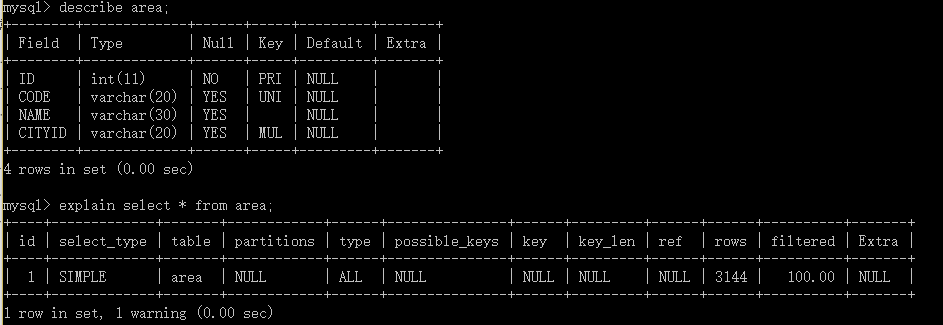 mysql> describe area;
+--------+-------------+------+-----+---------+-------+
| Field | Type | Null | Key | Default | Extra |
+--------+-------------+------+-----+---------+-------+
| ID | int(11) | NO | PRI | NULL | |
| CODE | varchar(20) | YES | UNI | NULL | |
| NAME | varchar(30) | YES | | NULL | |
| CITYID | varchar(20) | YES | MUL | NULL | |
+--------+-------------+------+-----+---------+-------+
4 rows in set (0.00 sec)
mysql> explain select * from area;
+----+-------------+-------+------------+------+---------------+------+---------+------+------+----------+-------+
| id | select_type | table | partitions | type | possible_keys | key | key_len | ref | rows | filtered | Extra |
+----+-------------+-------+------------+------+---------------+------+---------+------+------+----------+-------+
| 1 | SIMPLE | area | NULL | ALL | NULL | NULL | NULL | NULL | 3144 | 100.00 | NULL |
+----+-------------+-------+------------+------+---------------+------+---------+------+------+----------+-------+
1 row in set, 1 warning (0.00 sec)